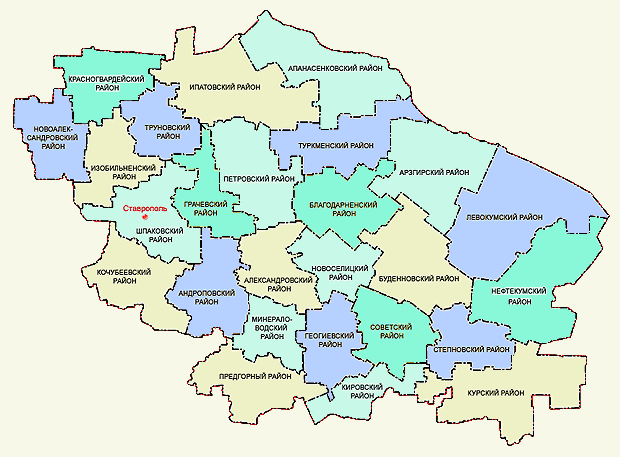 АПАНАСЕНКОВСКИЙ РАЙОН
КРАСНОГВАРДЕЙСКИЙ
РАЙОН
ИПАТОВСКИЙ РАЙОН
НОВОАЛЕК-
САНДРОВСКИЙ
РАЙОН
ТРУНОВСКИЙ
РАЙОН
ТУРКМЕНСКИЙ РАЙОН
ИЗОБИЛЬНЕНСКИЙ
РАЙОН
ПЕТРОВСКИЙ РАЙОН
АРЗГИРСКИЙ РАЙОН
Ставрополь
ШПАКОВСКИЙ
РАЙОН
ГРАЧЕВСКИЙ
РАЙОН
БЛАГОДАРНЕНСКИЙ
РАЙОН
ЛЕВОКУМСКИЙ РАЙОН
КОЧУБЕЕВСКИЙ
РАЙОН
АНДРОПОВСКИЙ
РАЙОН
АЛЕКСАНДРОВСКИЙ
РАЙОН
НОВОСЕЛИЦКИЙ
РАЙОН
БУДЕННОВСКИЙ РАЙОН
НЕФТЕКУМСКИЙ
РАЙОН
МИНЕРАЛО-
ВОДСКИЙ
РАЙОН
ГЕОГИЕВСКИЙ
РАЙОН
СОВЕТСКИЙ
РАЙОН
СТЕПНОВСКИЙ РАЙОН
ПРЕДГОРНЫЙ РАЙОН
КИРОВСКИЙ
РАЙОН
КУРСКИЙ РАЙОН